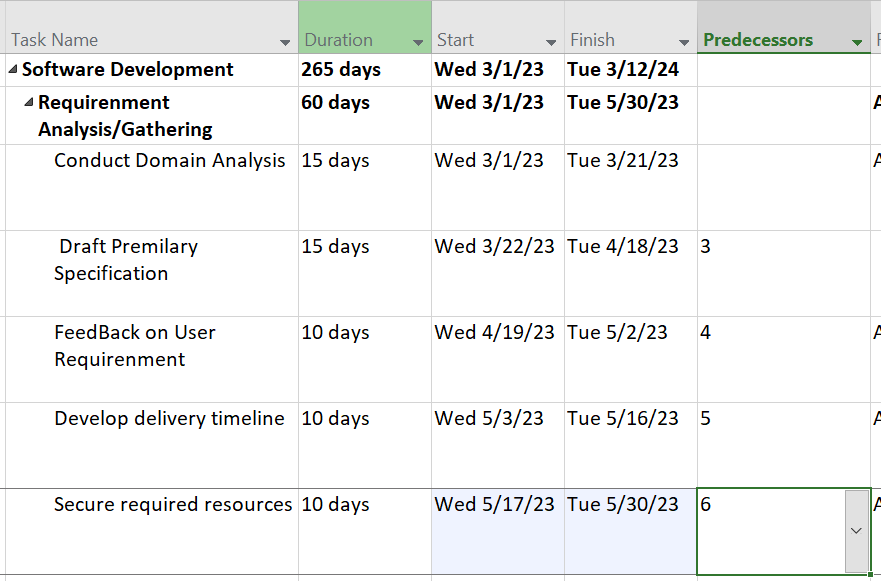 Task Name Duration Start Finish Predecessors
Software Development 265 days Wed 3/1/23 Tue 3/12/24
Requirenment 60 days Wed 3/1/23 Tue 5/30/23
Analysis/Gathering
Conduct Domain Analysis 15 days Wed 3/1/23 Tue 3/21/23
Draft Premilary 15 days Wed 3/22/23 Tue 4/18/23 3
Specification
FeedBack on User 10 days Wed 4/19/23 Tue 5/2/23 4
Requirenment
Develop delivery timeline 10 days Wed 5/3/23 Tue 5/16/23 5
Secure required resources 10 days Wed 5/17/23 Tue 5/30/23 6